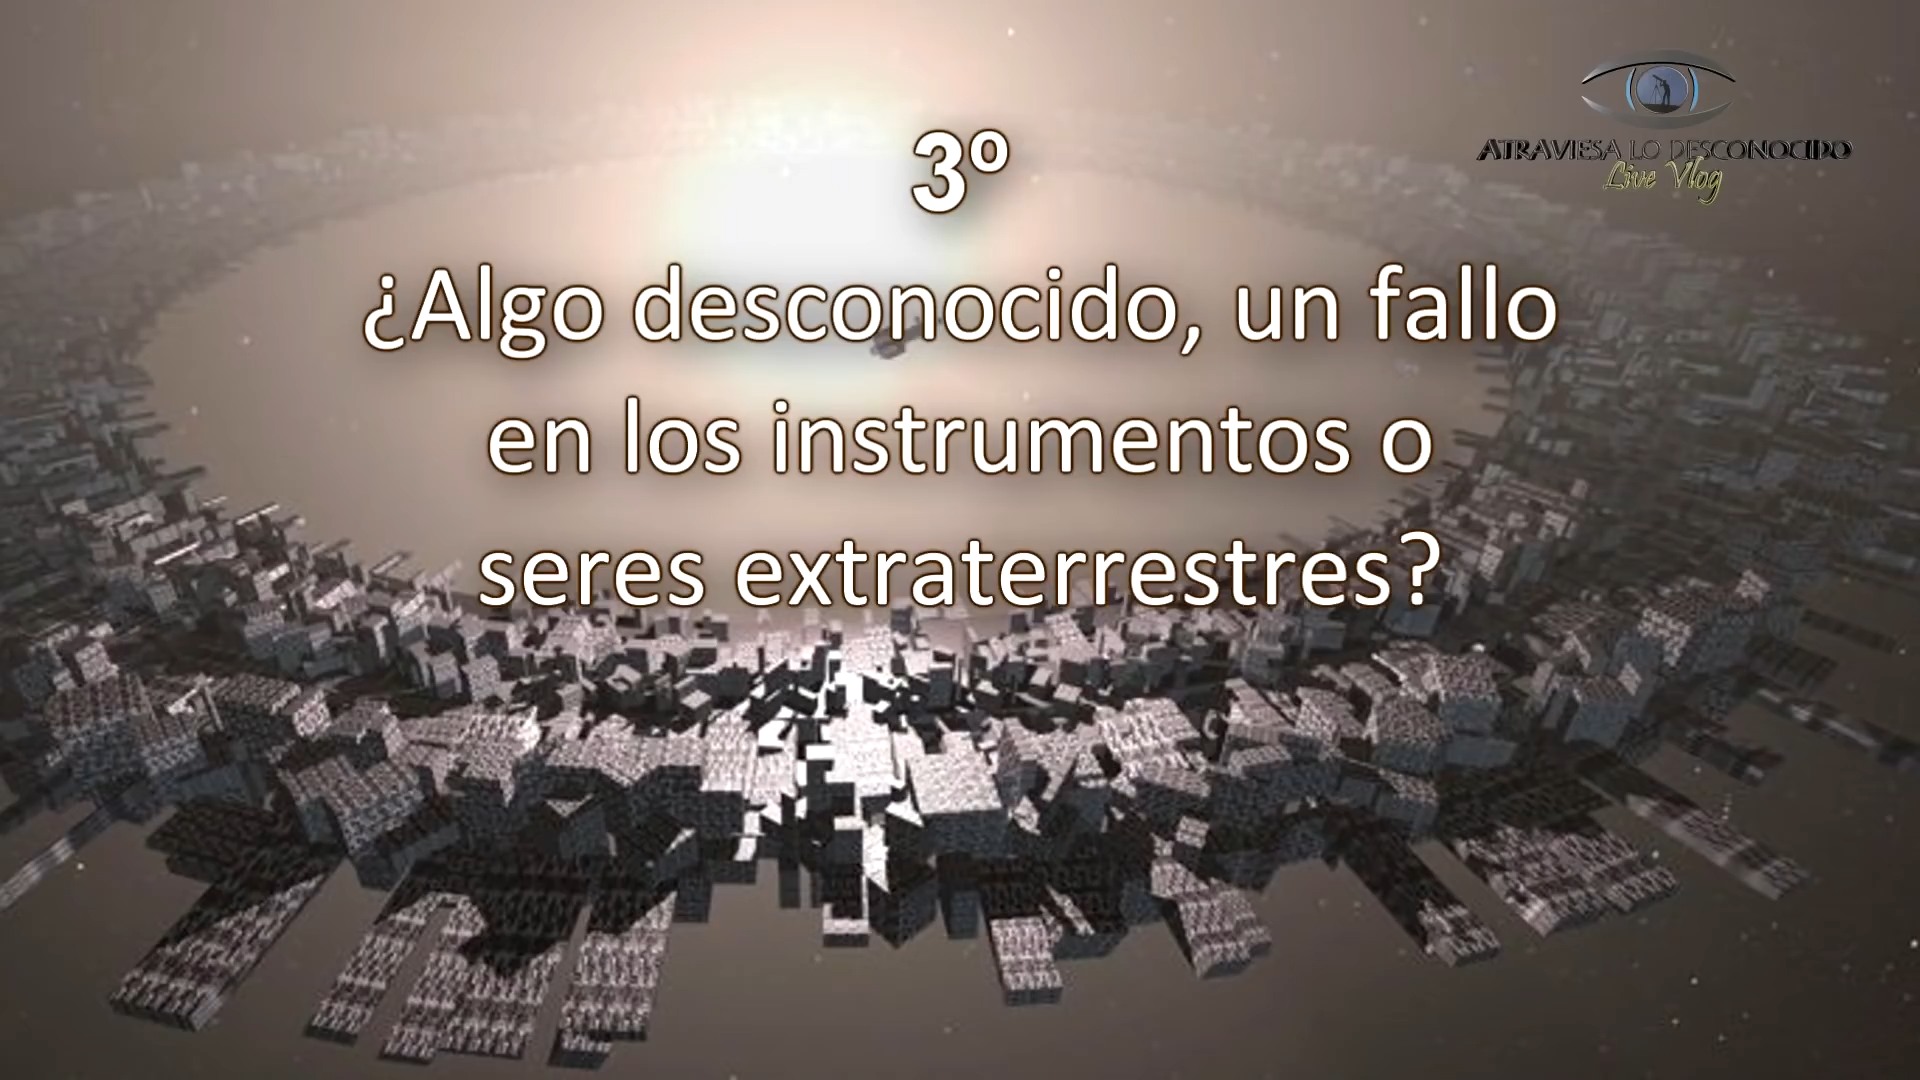 ATRAVIESA LO DESCONOCIDO
Live Vlog
3º
¿Algo desconocido, un fallo
en los instrumentos o
seres extraterrestres?